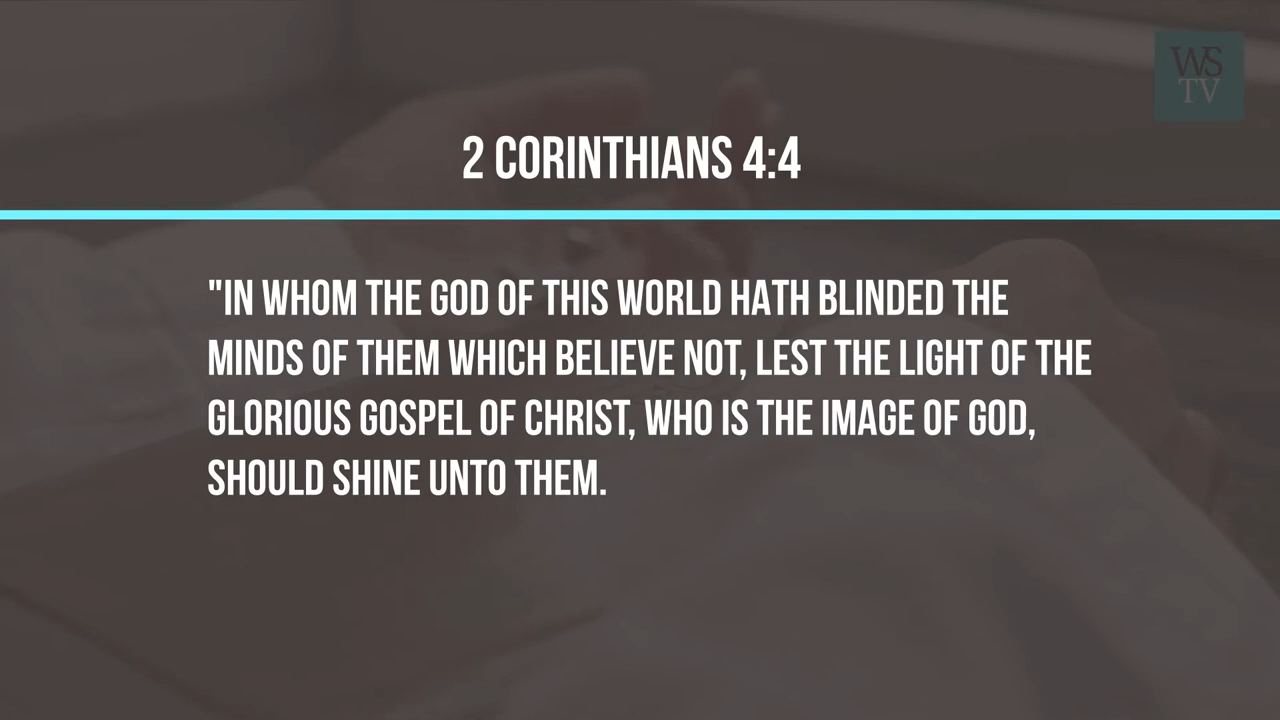 WS
TV
2 CORINTHIANS 4:4
"IN WHOM THE GOD OF THIS WORLD HATH BLINDED THE
MINDS OF THEM WHICH BELIEVE NOT, LEST THE LIGHT OF THE
GLORIOUS GOSPEL OF CHRIST, WHO IS THE IMAGE OF GOD,
SHOULD SHINE UNTO THEM.